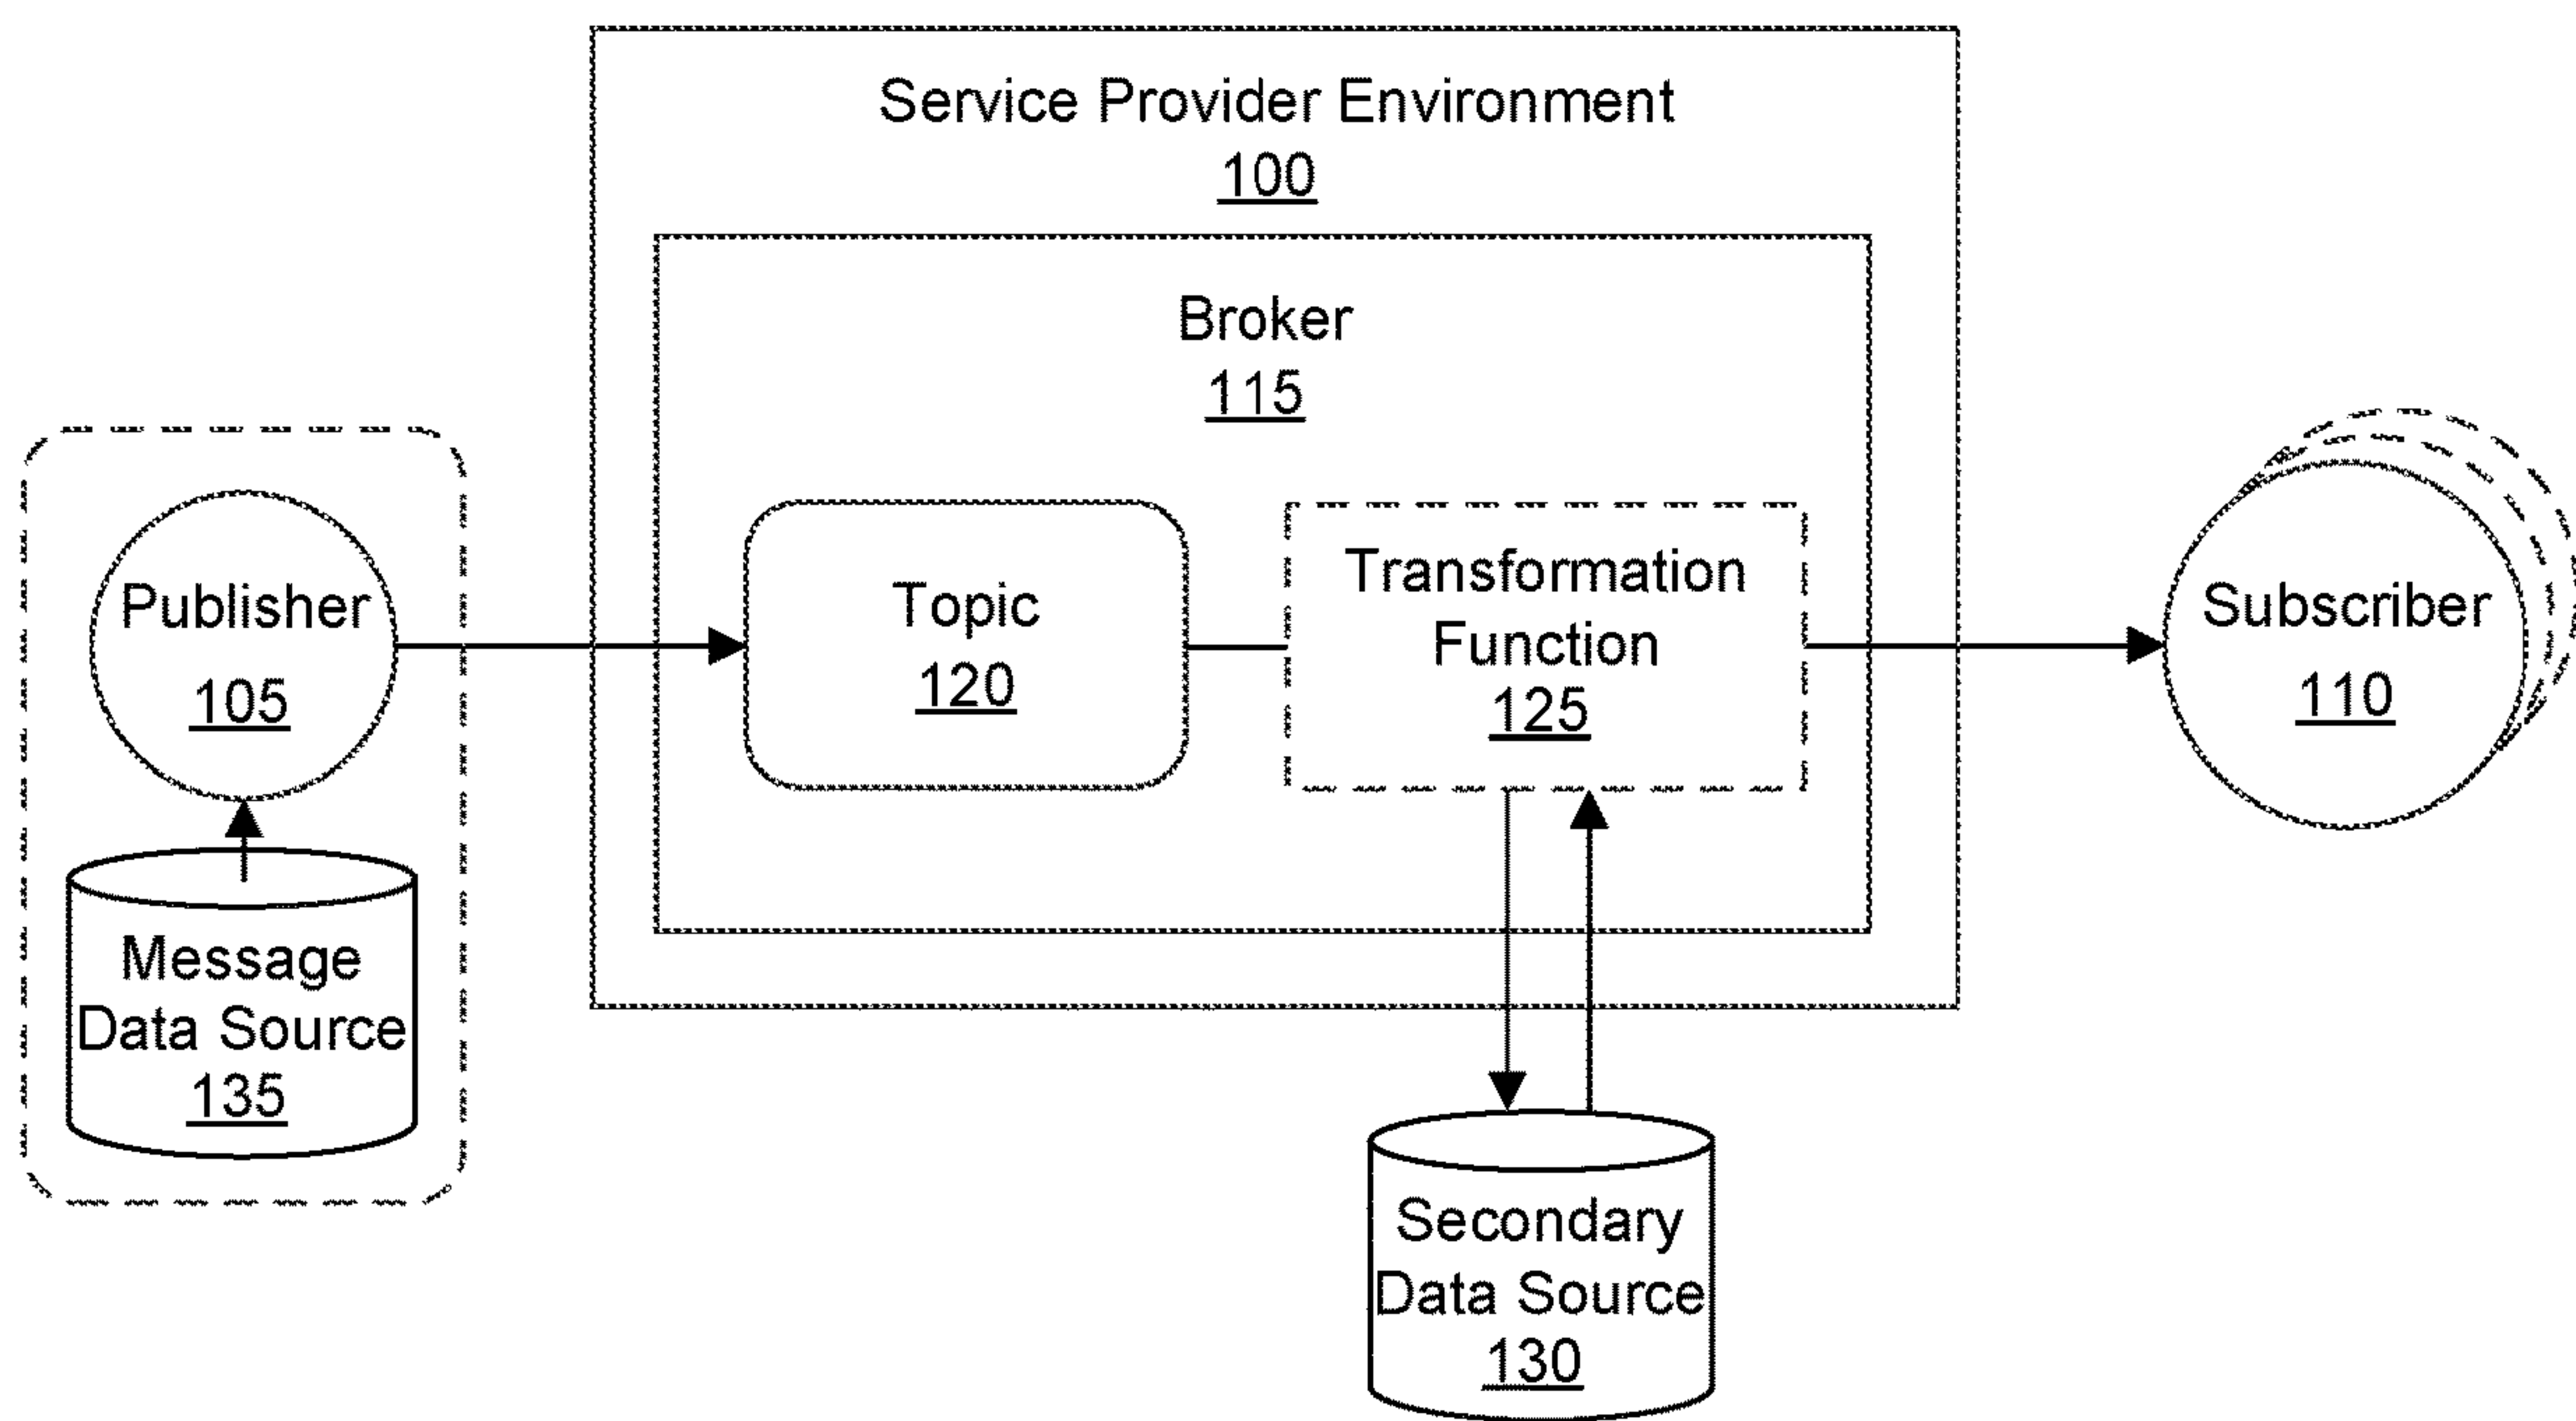 Service Provider Environment
100
Broker
115
Publisher
105
Topic
120
Transformation
Function
125
Subscriber
110
Message
Data Source
135
Secondary
Data Source
130